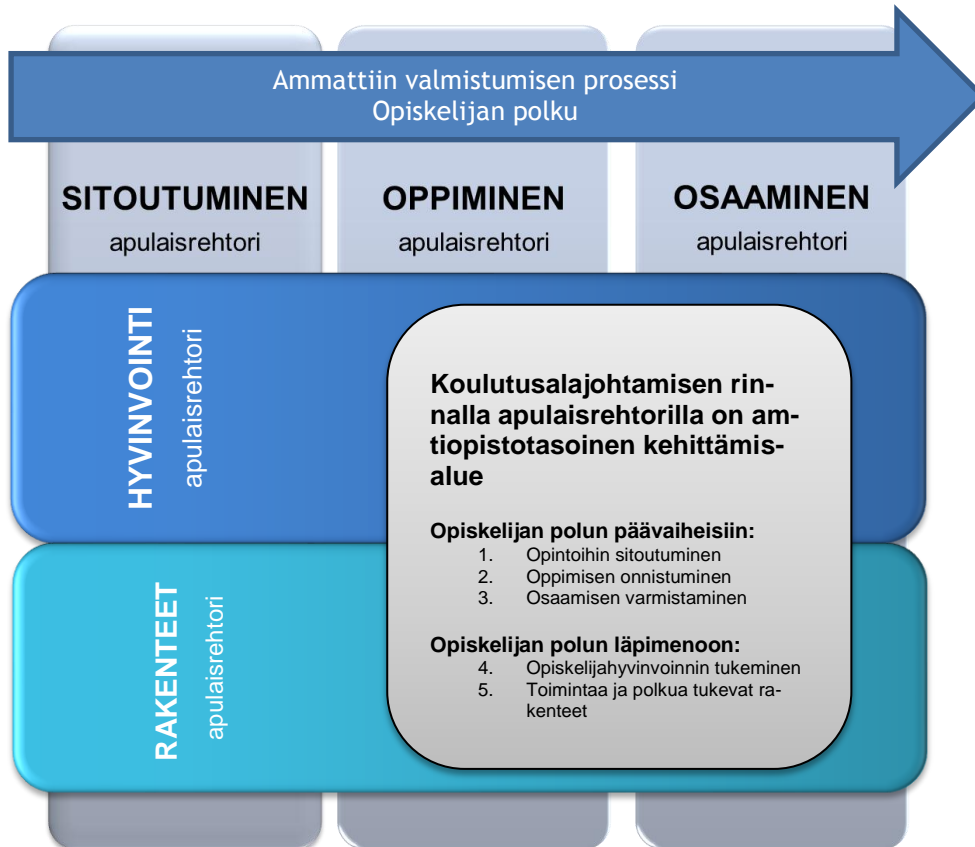 Ammattiin valmistumisen prosessi
Opiskelijan polku
SITOUTUMINEN
apulaisrehtori
OPPIMINEN
apulaisrehtori
OSAAMINEN
apulaisrehtori
HYVINVOINTI
apulaisrehtori
RAKENTEET
apulaisrehtori
Koulutusalajohtamisen rin-
nalla apulaisrehtorilla on am-
tiopistotasoinen kehittämis-
alue
Opiskelijan polun päävaiheisiin:
1. Opintoihin sitoutuminen
2. Oppimisen onnistuminen
3. Osaamisen varmistaminen
Opiskelijan polun läpimenoon:
4. Opiskelijahyvinvoinnin tukeminen
5. Toimintaa ja polkua tukevat ra-
kenteet